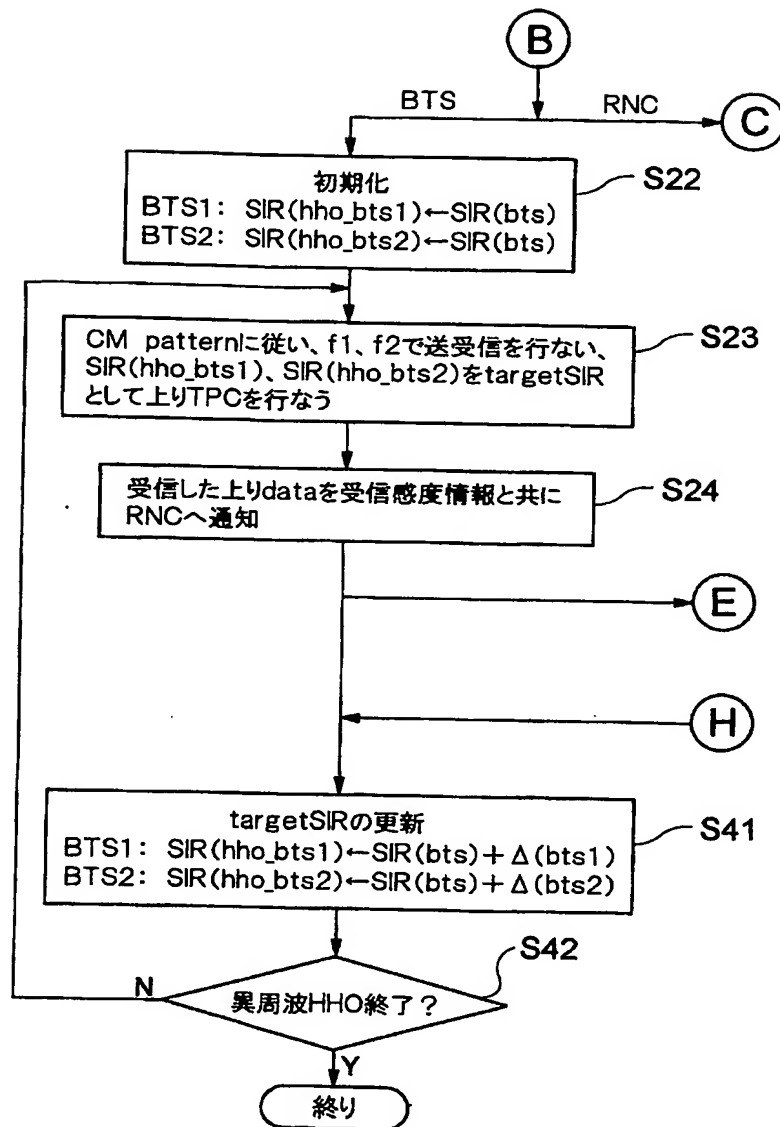 B
BTS
RNC
C
初期化
BTS1: SIR(hho_bts1)←SIR(bts)
BTS2: SIR(hho_bts2)←SIR(bts)
S22
CM patternに従い、f1、f2で送受信を行ない、
SIR(hho_bts1)、SIR(hho_bts2)をtargetSIR
として上りTPCを行なう
S23
受信した上りdataを受信感度情報と共に
RNCへ通知
S24
E
H
targetSIRの更新
BTS1: SIR(hho_bts1)←SIR(bts)+Δ(bts1)
BTS2: SIR(hho_bts2)←SIR(bts)+Δ(bts2)
S41
S42
N
異周波HHO終了?
Y
終り